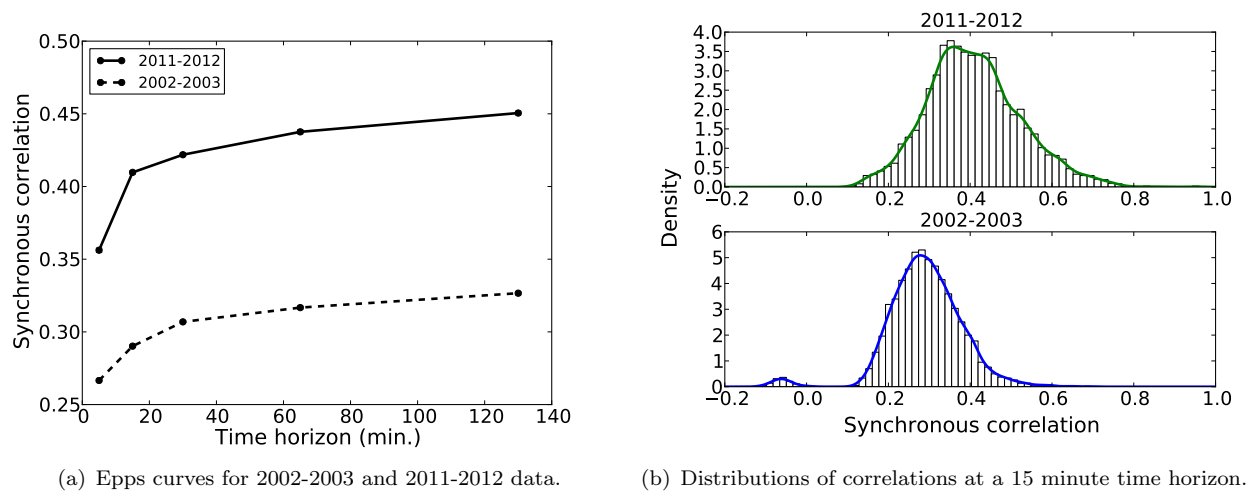 0.50
0.45
0.40
0.35
0.30
0.25
Synchronous correlation
2011-2012
2002-2003
0 20 40 60 80 100 120 140
Time horizon (min.)
(a) Epps curves for 2002-2003 and 2011-2012 data.
2011-2012
4.0
3.5
3.0
2.5
2.0
1.5
1.0
0.5
0.0
−0.2 0.0 0.2 0.4 0.6 0.8 1.0
Density
2002-2003
6
5
4
3
2
1
0
−0.2 0.0 0.2 0.4 0.6 0.8 1.0
Synchronous correlation
(b) Distributions of correlations at a 15 minute time horizon.